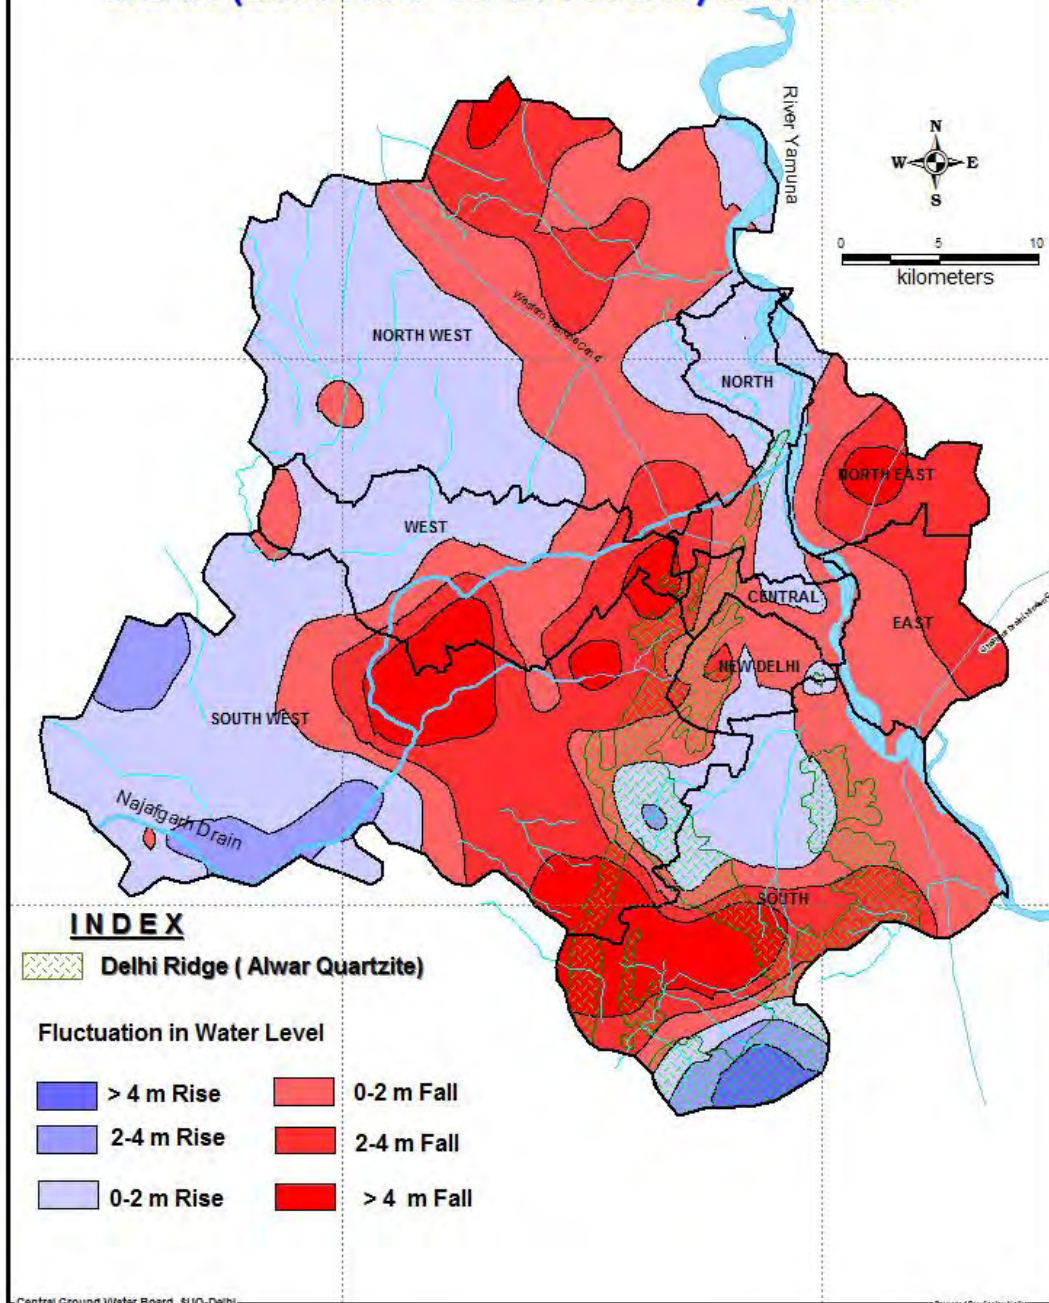 River Yamuna
N
W E
S
0 5 10
kilometers
NORTH WEST
NORTH
NORTH EAST
WEST
CENTRAL
EAST
NEW DELHI
SOUTH WEST
Najafgarh Drain
SOUTH
INDEX
Delhi Ridge ( Alwar Quartzite)
Fluctuation in Water Level
> 4 m Rise
0-2 m Fall
2-4 m Rise
2-4 m Fall
0-2 m Rise
> 4 m Fall
Central Ground Water Board, SUO-Delhi